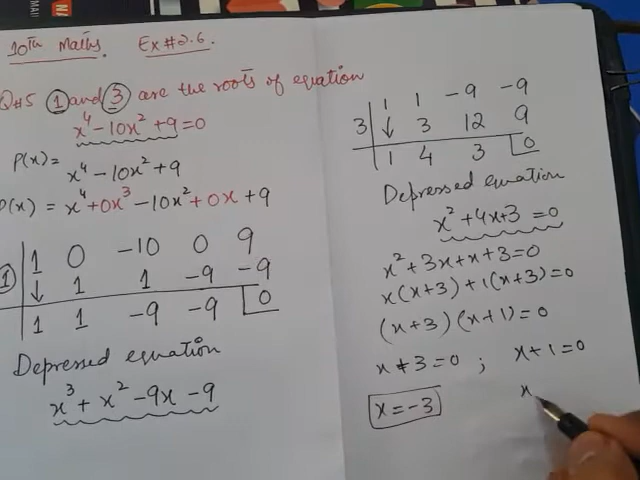 10th Maths. Ex#2.6.
Q#5 1 and 3 are the roots of equation
x⁴-10x²+9=0
P(x)= x⁴-10x²+9
P(x) = x⁴+0x³-10x²+0x+9
1 | 1 0 -10 0 9
↓ 1 1 -9 -9
1 1 -9 -9 0
Depressed equation
x³+x²-9x-9
3 | 1 1 -9 -9
↓ 3 12 9
1 4 3 0
Depressed equation
x²+4x+3=0
x²+3x+x+3=0
x(x+3)+1(x+3)=0
(x+3)(x+1)=0
x+3=0 ; x+1=0
x=-3 x